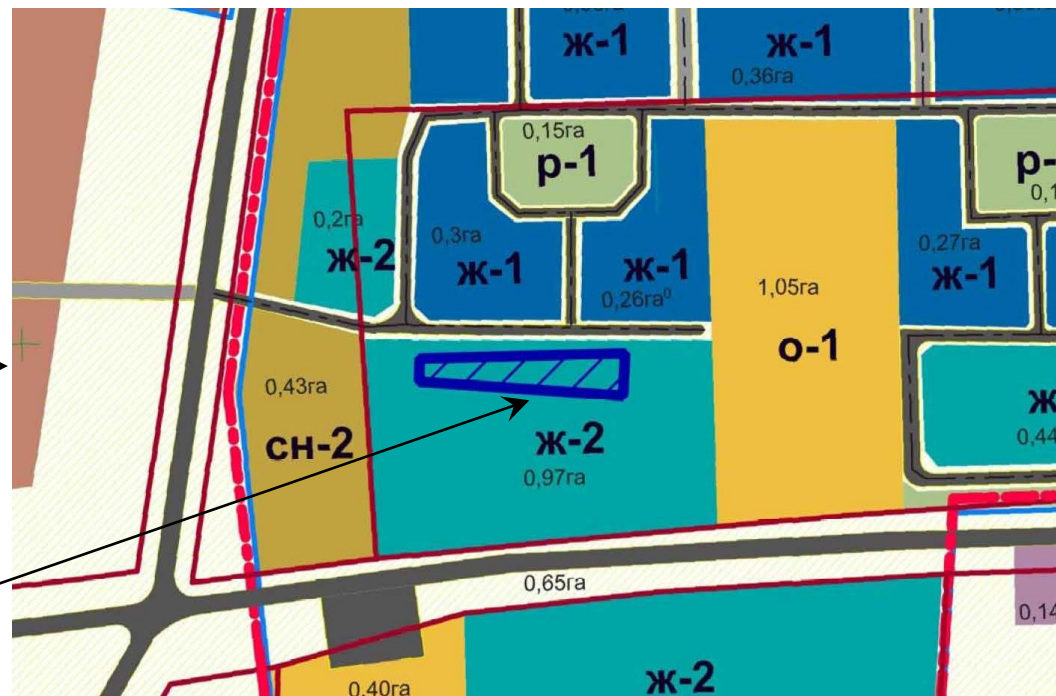 ж-1
ж-1
0,36га
0,15га
р-1
р-
0,2га
ж-2
0,3га
ж-1
ж-1
0,26га⁰
1,05га
о-1
0,27га
ж-1
0,43га
сн-2
ж-2
0,97га
ж
0,44
0,65га
0,14
0,40га
ж-2